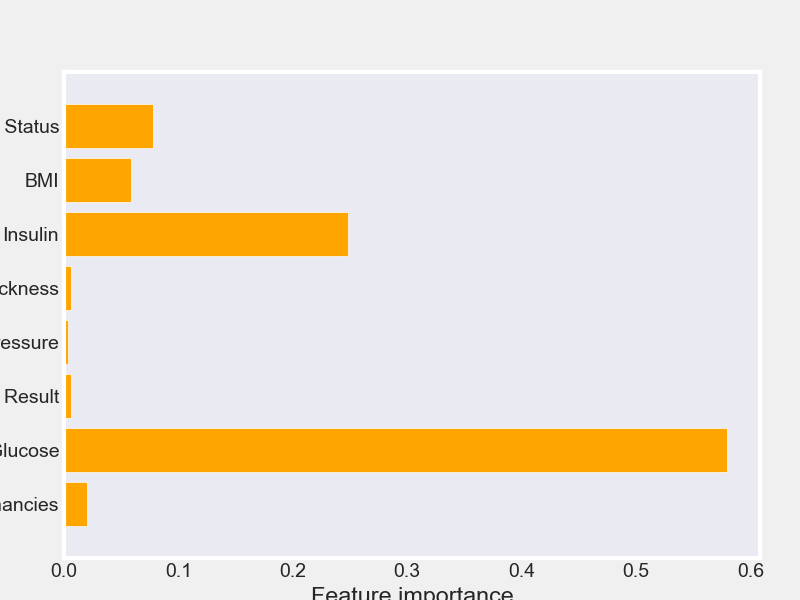 Status
BMI
Insulin
ckness
essure
Result
Glucose
ancies
0.0 0.1 0.2 0.3 0.4 0.5 0.6
Feature importance